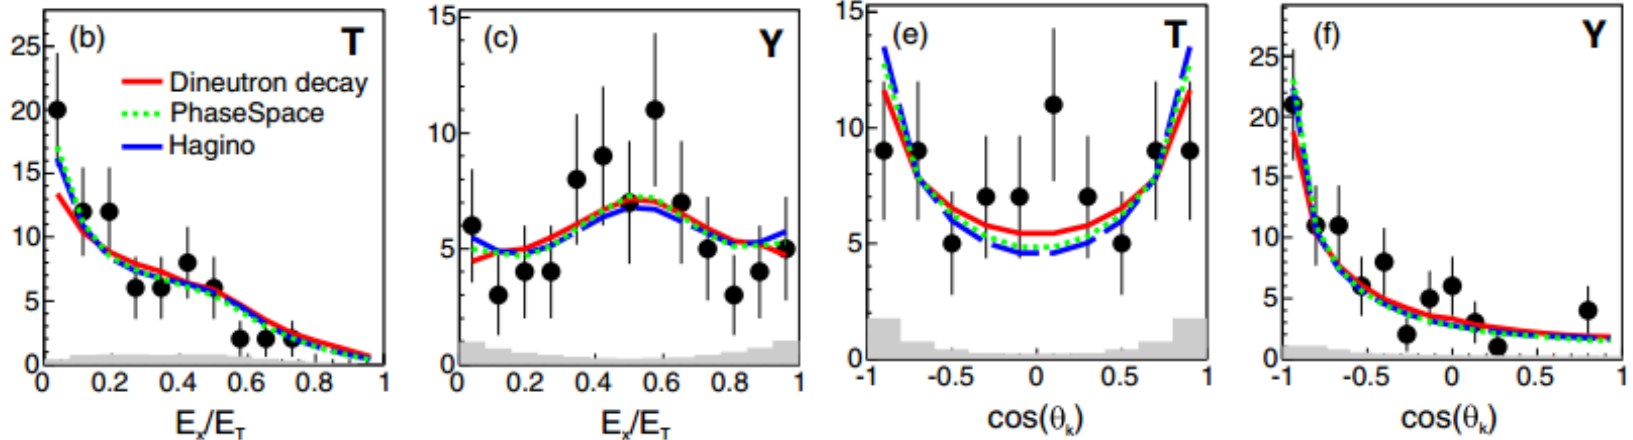 (b) T
25
20
15
10
5
0
Dineutron decay
PhaseSpace
Hagino
0 0.2 0.4 0.6 0.8 1
Eₓ/E_T
(c) Y
15
10
5
0
0 0.2 0.4 0.6 0.8 1
Eₓ/E_T
(e) T
15
10
5
0
-1 -0.5 0 0.5 1
cos(θₖ)
(f) Y
25
20
15
10
5
0
-1 -0.5 0 0.5 1
cos(θₖ)